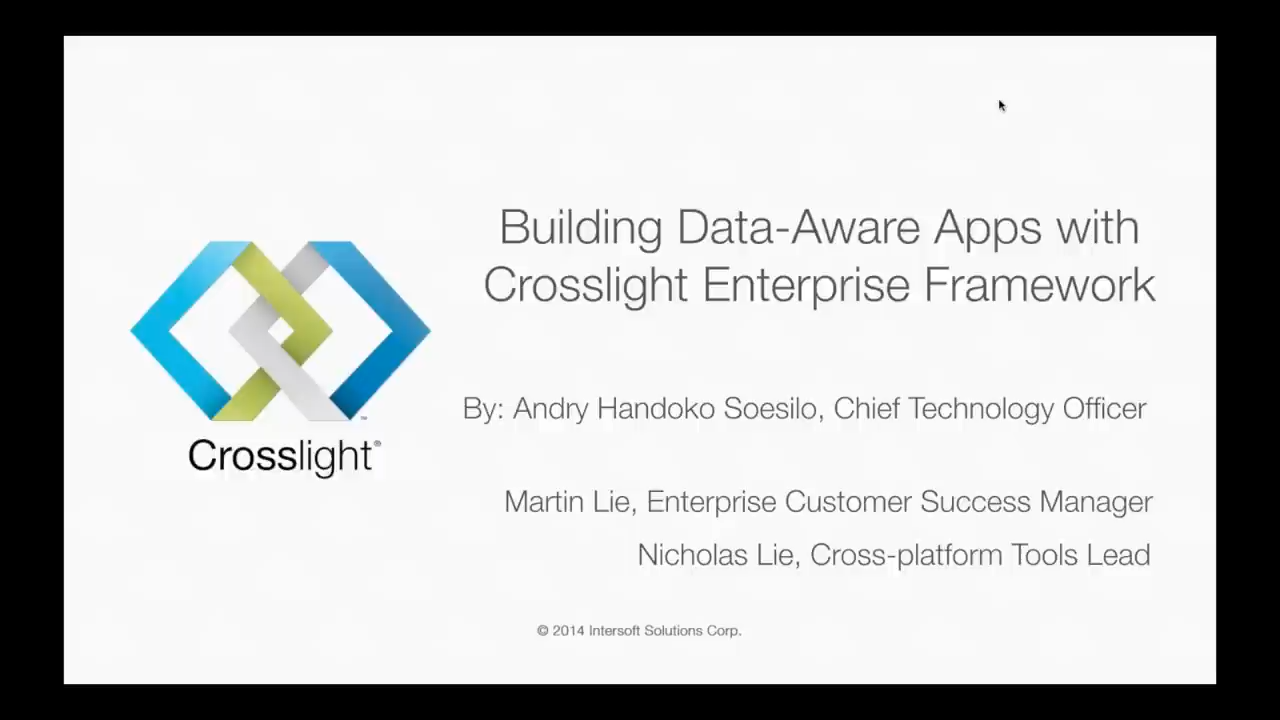 Building Data-Aware Apps with
Crosslight Enterprise Framework
By: Andry Handoko Soesilo, Chief Technology Officer
™
Crosslight®
Martin Lie, Enterprise Customer Success Manager
Nicholas Lie, Cross-platform Tools Lead
© 2014 Intersoft Solutions Corp.